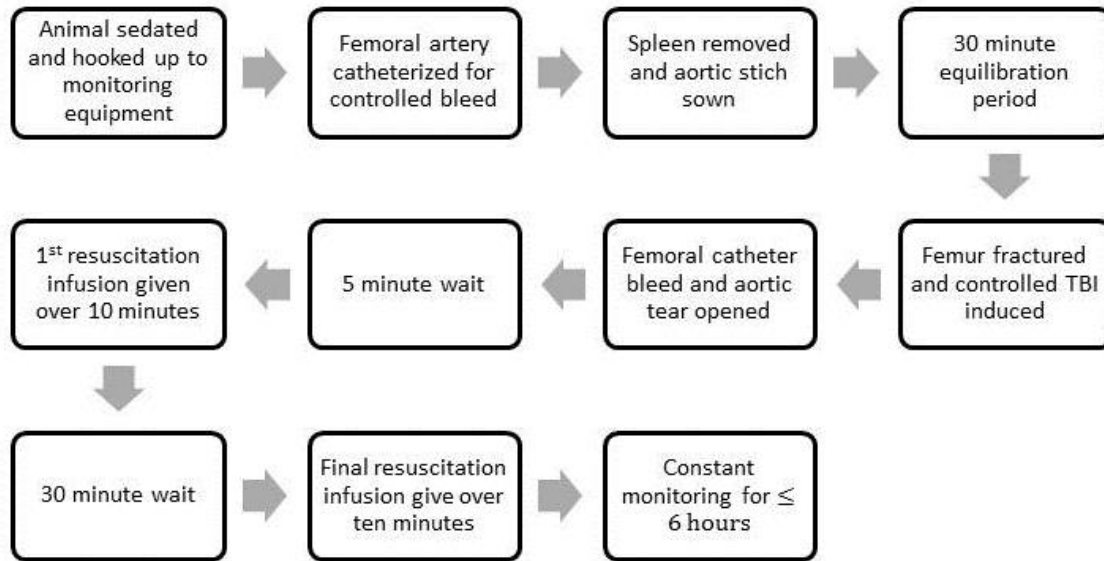 Animal sedated
and hooked up to
monitoring
equipment
Femoral artery
catheterized for
controlled bleed
Spleen removed
and aortic stich
sown
30 minute
equilibration
period
Femur fractured
and controlled TBI
induced
Femoral catheter
bleed and aortic
tear opened
5 minute wait
1st resuscitation
infusion given
over 10 minutes
30 minute wait
Final resuscitation
infusion give over
ten minutes
Constant
monitoring for ≤
6 hours